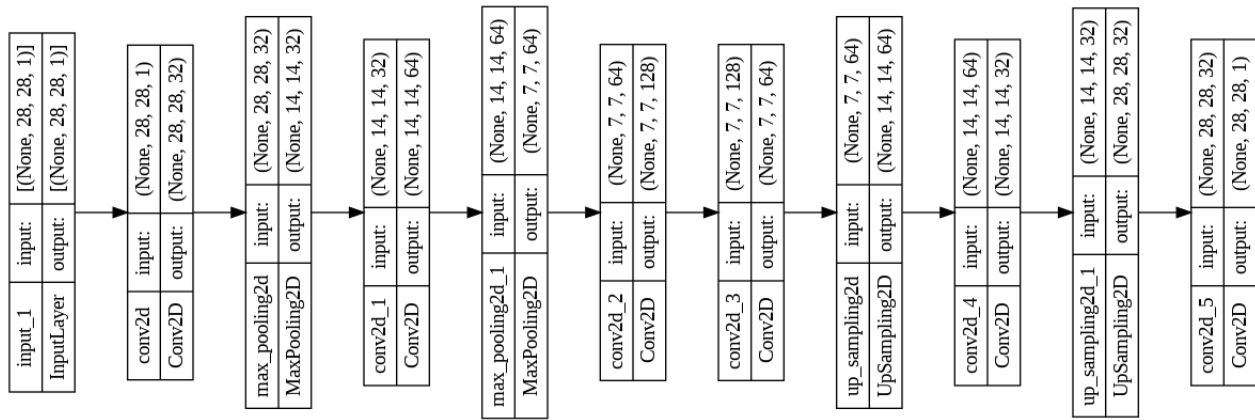 input_1 input: [(None, 28, 28, 1)]
InputLayer output: [(None, 28, 28, 1)]
conv2d input: (None, 28, 28, 1)
Conv2D output: (None, 28, 28, 32)
max_pooling2d input: (None, 28, 28, 32)
MaxPooling2D output: (None, 14, 14, 32)
conv2d_1 input: (None, 14, 14, 32)
Conv2D output: (None, 14, 14, 64)
max_pooling2d_1 input: (None, 14, 14, 64)
MaxPooling2D output: (None, 7, 7, 64)
conv2d_2 input: (None, 7, 7, 64)
Conv2D output: (None, 7, 7, 128)
conv2d_3 input: (None, 7, 7, 128)
Conv2D output: (None, 7, 7, 64)
up_sampling2d input: (None, 7, 7, 64)
UpSampling2D output: (None, 14, 14, 64)
conv2d_4 input: (None, 14, 14, 64)
Conv2D output: (None, 14, 14, 32)
up_sampling2d_1 input: (None, 14, 14, 32)
UpSampling2D output: (None, 28, 28, 32)
conv2d_5 input: (None, 28, 28, 32)
Conv2D output: (None, 28, 28, 1)